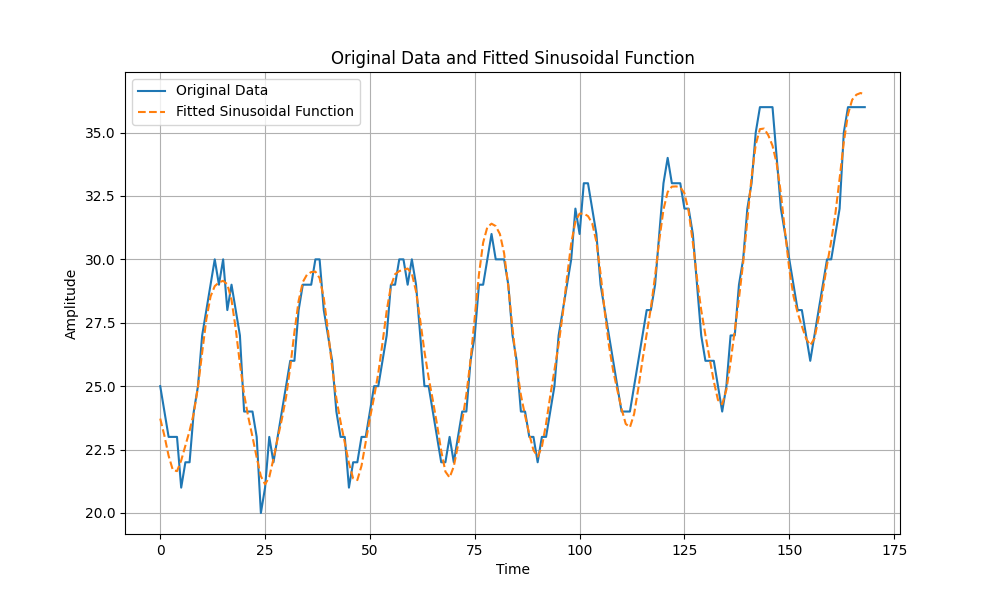 Original Data and Fitted Sinusoidal Function
Original Data
Fitted Sinusoidal Function
35.0
32.5
30.0
27.5
25.0
22.5
20.0
Amplitude
0 25 50 75 100 125 150 175
Time